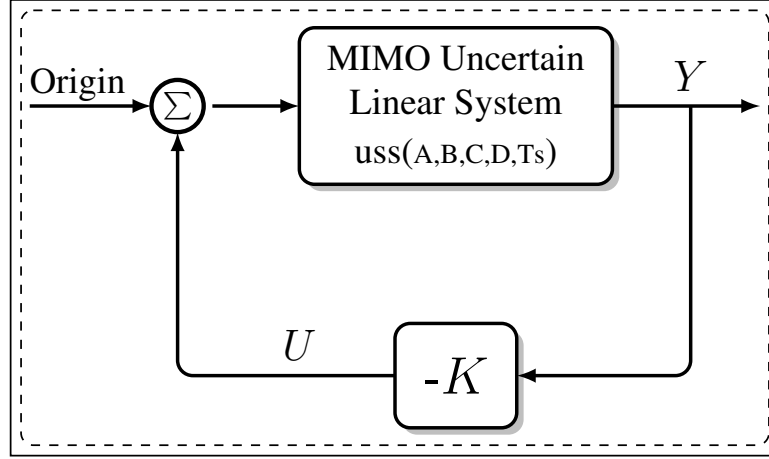 Origin
Σ
MIMO Uncertain
Linear System
uss(A,B,C,D,Ts)
Y
U
-K